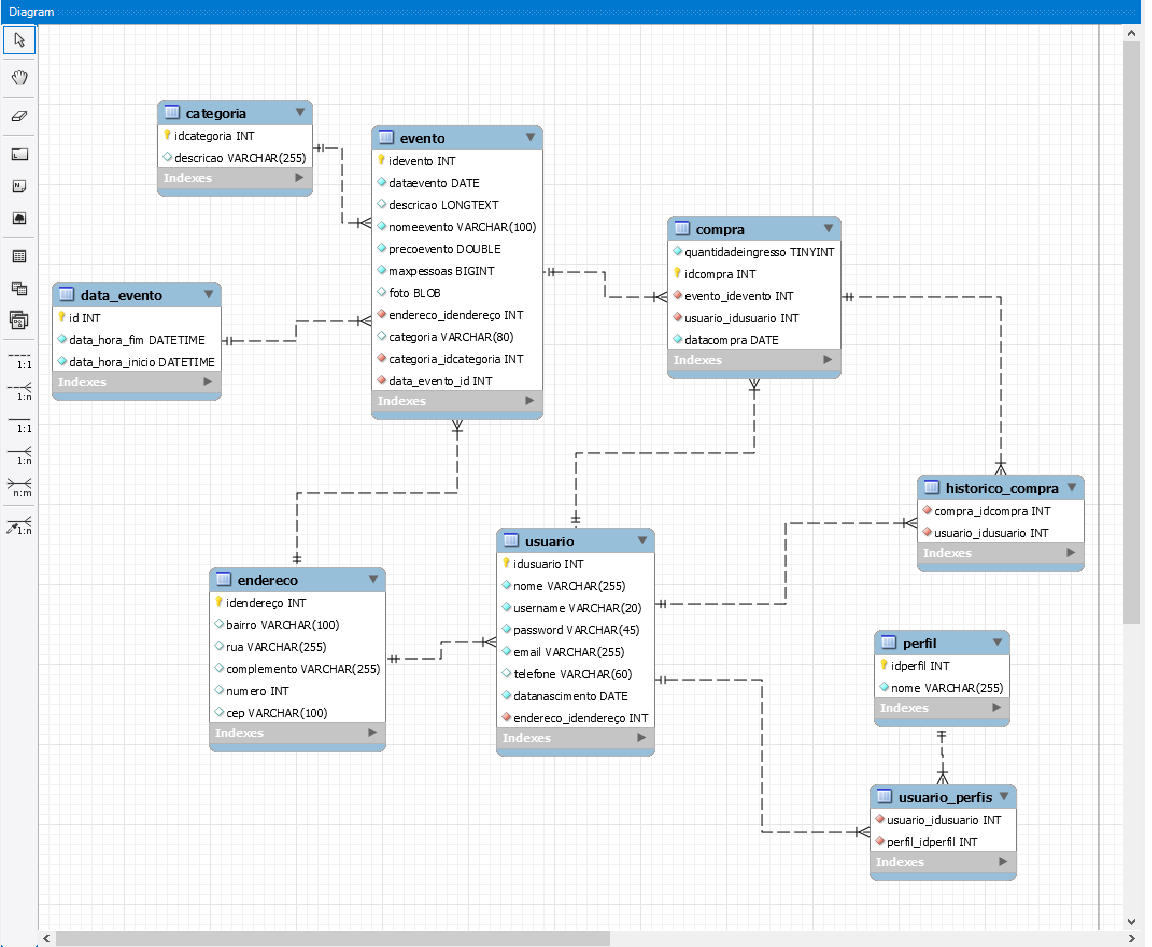 Diagram
categoria
idcategoria INT
descricao VARCHAR(255)
Indexes
evento
idevento INT
dataevento DATE
descricao LONGTEXT
nomeevento VARCHAR(100)
precoevento DOUBLE
maxpessoas BIGINT
foto BLOB
endereco_idendereço INT
categoria VARCHAR(80)
categoria_idcategoria INT
data_evento_id INT
Indexes
compra
quantidadeingresso TINYINT
idcompra INT
evento_idevento INT
usuario_idusuario INT
datacompra DATE
Indexes
data_evento
id INT
data_hora_fim DATETIME
data_hora_inicio DATETIME
Indexes
historico_compra
compra_idcompra INT
usuario_idusuario INT
Indexes
usuario
idusuario INT
nome VARCHAR(255)
username VARCHAR(20)
password VARCHAR(45)
email VARCHAR(255)
telefone VARCHAR(60)
datanascimento DATE
endereco_idendereço INT
Indexes
endereco
idendereço INT
bairro VARCHAR(100)
rua VARCHAR(255)
complemento VARCHAR(255)
numero INT
cep VARCHAR(100)
Indexes
perfil
idperfil INT
nome VARCHAR(255)
Indexes
usuario_perfis
usuario_idusuario INT
perfil_idperfil INT
Indexes
1:1
1:n
1:1
1:n
n:m
1:n